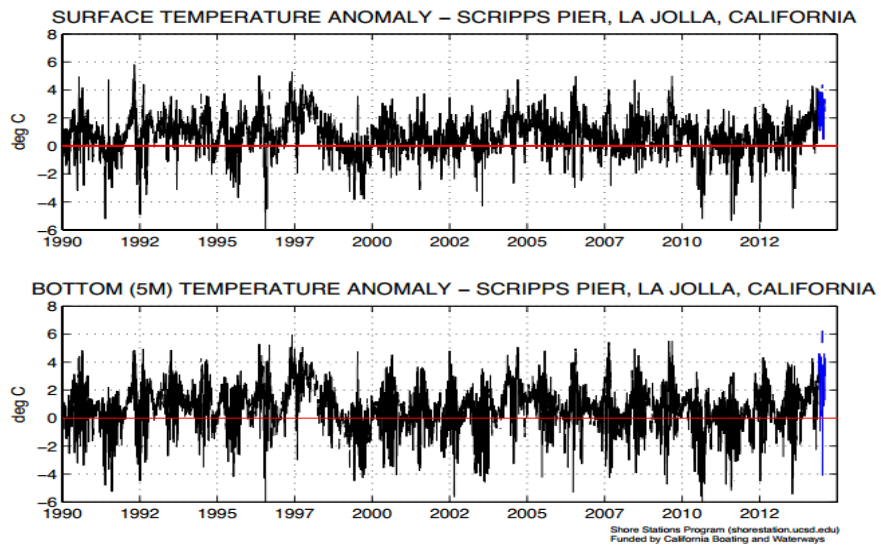 SURFACE TEMPERATURE ANOMALY – SCRIPPS PIER, LA JOLLA, CALIFORNIA
8
6
4
2
0
−2
−4
−6
deg C
1990 1992 1995 1997 2000 2002 2005 2007 2010 2012
BOTTOM (5M) TEMPERATURE ANOMALY – SCRIPPS PIER, LA JOLLA, CALIFORNIA
8
6
4
2
0
−2
−4
−6
deg C
1990 1992 1995 1997 2000 2002 2005 2007 2010 2012
Shore Stations Program (shorestation.ucsd.edu)
Funded by California Boating and Waterways